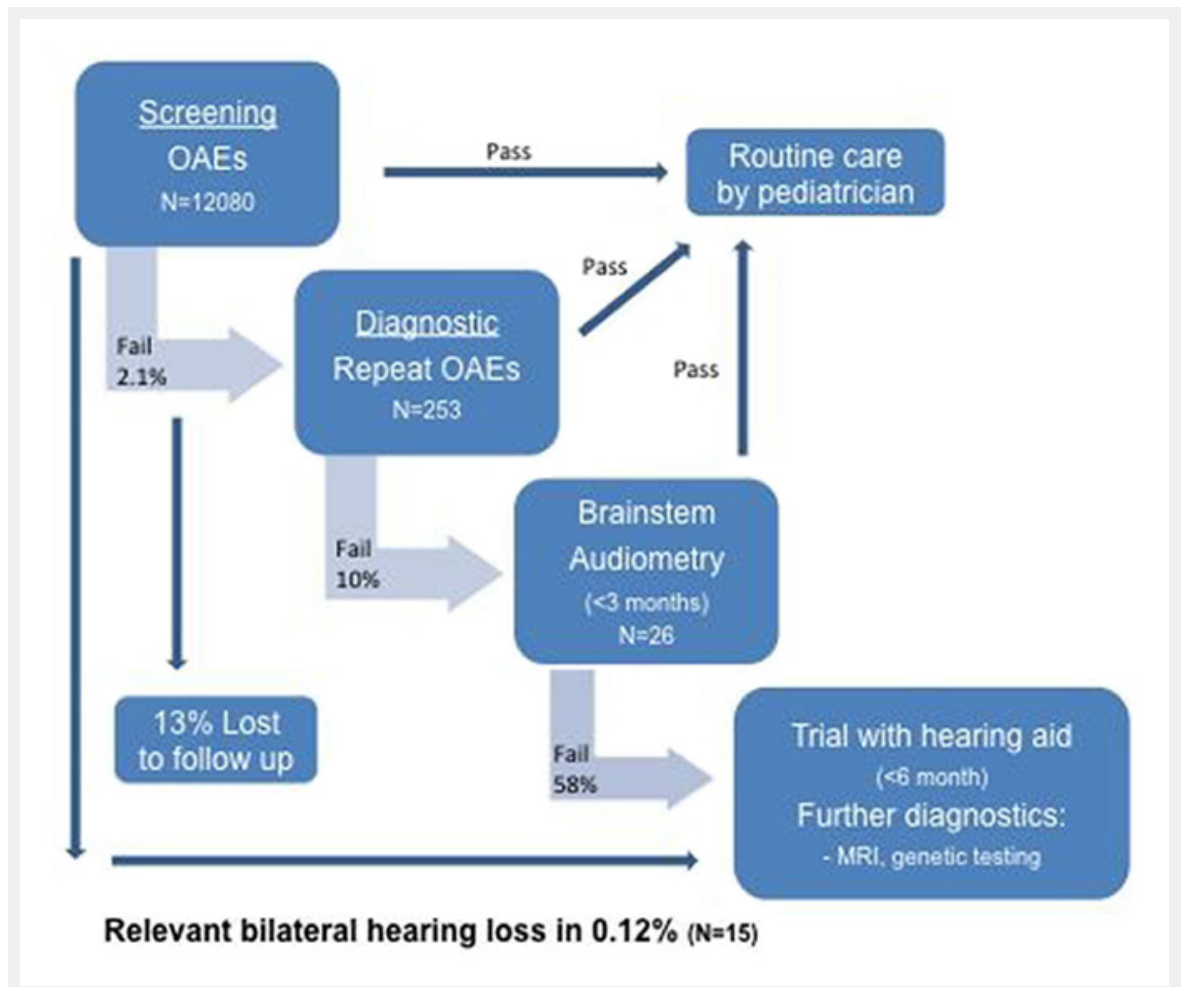 Screening
OAEs
N=12080
Pass
Routine care
by pediatrician
Fail
2.1%
Diagnostic
Repeat OAEs
N=253
Pass
Pass
Fail
10%
Brainstem
Audiometry
(<3 months)
N=26
13% Lost
to follow up
Fail
58%
Trial with hearing aid
(<6 month)
Further diagnostics:
- MRI, genetic testing
Relevant bilateral hearing loss in 0.12% (N=15)